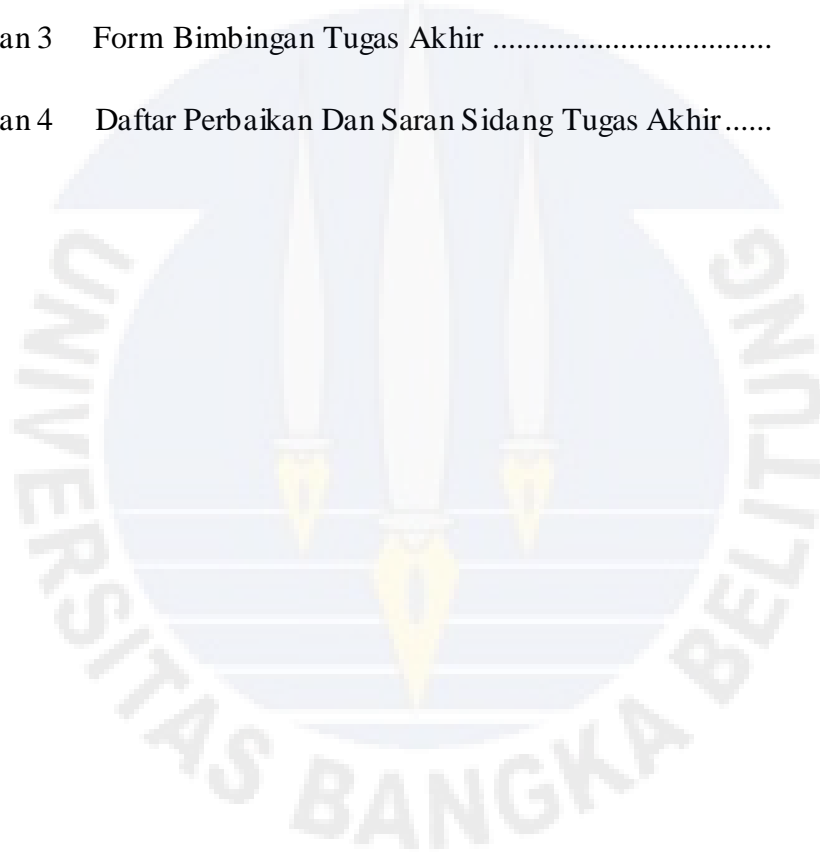 an 3 Form Bimbingan Tugas Akhir ...................................
an 4 Daftar Perbaikan Dan Saran Sidang Tugas Akhir......
UNIVERSITAS BANGKA BELITUNG